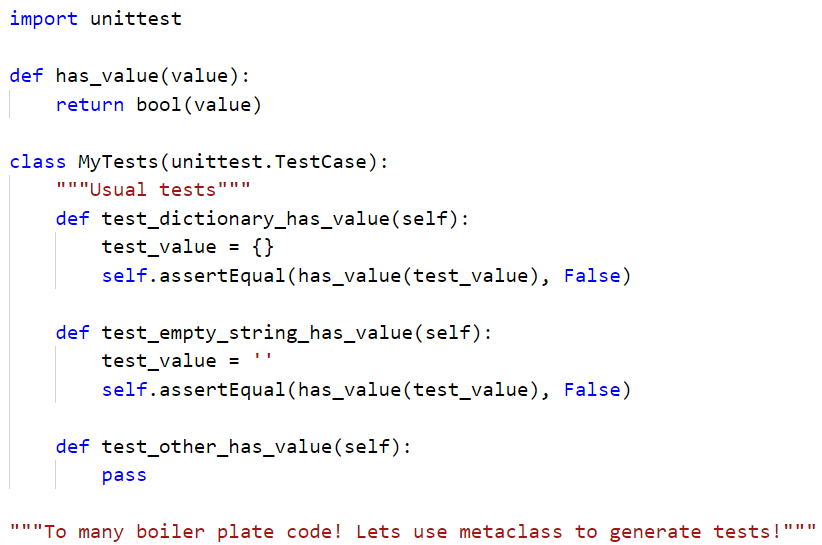 import unittest
def has_value(value):
    return bool(value)
class MyTests(unittest.TestCase):
    """Usual tests"""
    def test_dictionary_has_value(self):
        test_value = {}
        self.assertEqual(has_value(test_value), False)
    def test_empty_string_has_value(self):
        test_value = ''
        self.assertEqual(has_value(test_value), False)
    def test_other_has_value(self):
        pass
"""To many boiler plate code! Lets use metaclass to generate tests!"""